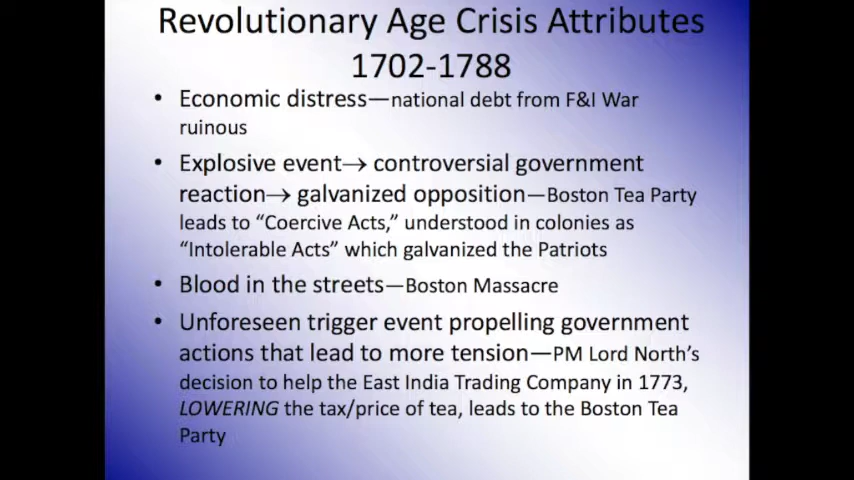 Revolutionary Age Crisis Attributes
1702-1788
• Economic distress—national debt from F&I War
ruinous
• Explosive event→ controversial government
reaction→ galvanized opposition—Boston Tea Party
leads to “Coercive Acts,” understood in colonies as
“Intolerable Acts” which galvanized the Patriots
• Blood in the streets—Boston Massacre
• Unforeseen trigger event propelling government
actions that lead to more tension—PM Lord North’s
decision to help the East India Trading Company in 1773,
LOWERING the tax/price of tea, leads to the Boston Tea
Party